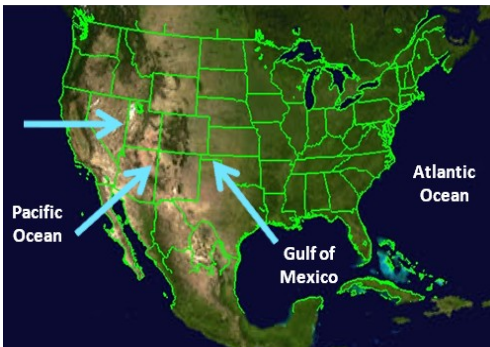 Atlantic
Ocean
Pacific
Ocean
Gulf of
Mexico